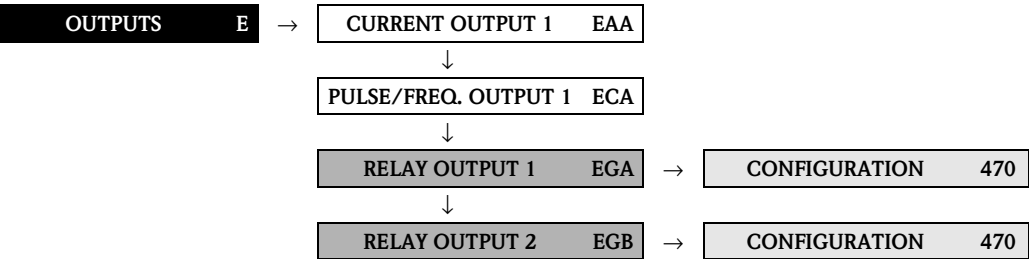 OUTPUTS E → CURRENT OUTPUT 1 EAA
↓
PULSE/FREQ. OUTPUT 1 ECA
↓
RELAY OUTPUT 1 EGA → CONFIGURATION 470
↓
RELAY OUTPUT 2 EGB → CONFIGURATION 470